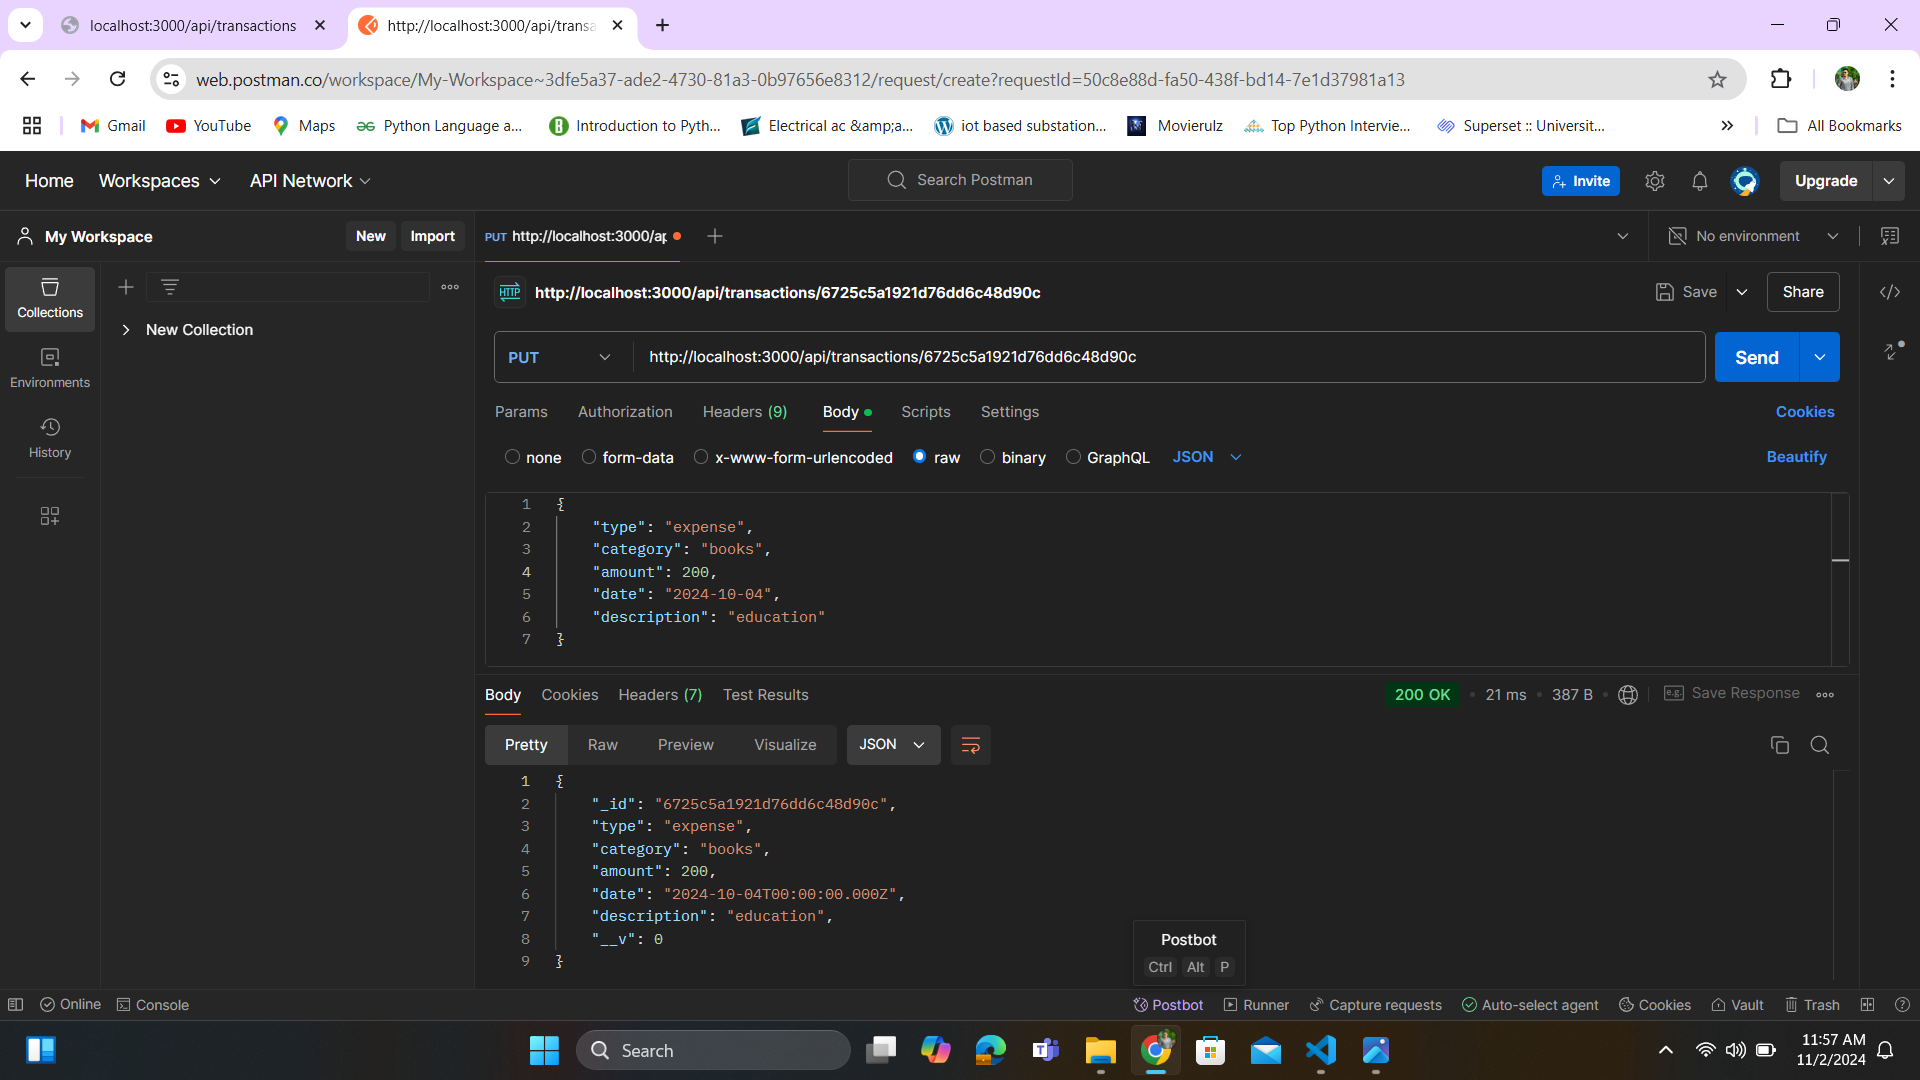 localhost:3000/api/transactions
http://localhost:3000/api/transa
web.postman.co/workspace/My-Workspace~3dfe5a37-ade2-4730-81a3-0b97656e8312/request/create?requestId=50c8e88d-fa50-438f-bd14-7e1d37981a13
Gmail YouTube Maps Python Language a... Introduction to Pyth... Electrical ac &amp;a... iot based substation... Movierulz Top Python Intervie... Superset :: Universit... All Bookmarks
Home Workspaces API Network Search Postman Invite Upgrade
My Workspace New Import PUT http://localhost:3000/ap No environment
Collections
Environments
History
New Collection
HTTP http://localhost:3000/api/transactions/6725c5a1921d76dd6c48d90c Save Share
PUT http://localhost:3000/api/transactions/6725c5a1921d76dd6c48d90c Send
Params Authorization Headers (9) Body Scripts Settings Cookies
none form-data x-www-form-urlencoded raw binary GraphQL JSON Beautify
1 {
2 "type": "expense",
3 "category": "books",
4 "amount": 200,
5 "date": "2024-10-04",
6 "description": "education"
7 }
Body Cookies Headers (7) Test Results 200 OK 21 ms 387 B e.g. Save Response
Pretty Raw Preview Visualize JSON
1 {
2 "_id": "6725c5a1921d76dd6c48d90c",
3 "type": "expense",
4 "category": "books",
5 "amount": 200,
6 "date": "2024-10-04T00:00:00.000Z",
7 "description": "education",
8 "__v": 0
9 }
Postbot
Ctrl Alt P
Online Console Postbot Runner Capture requests Auto-select agent Cookies Vault Trash
Search
11:57 AM
11/2/2024